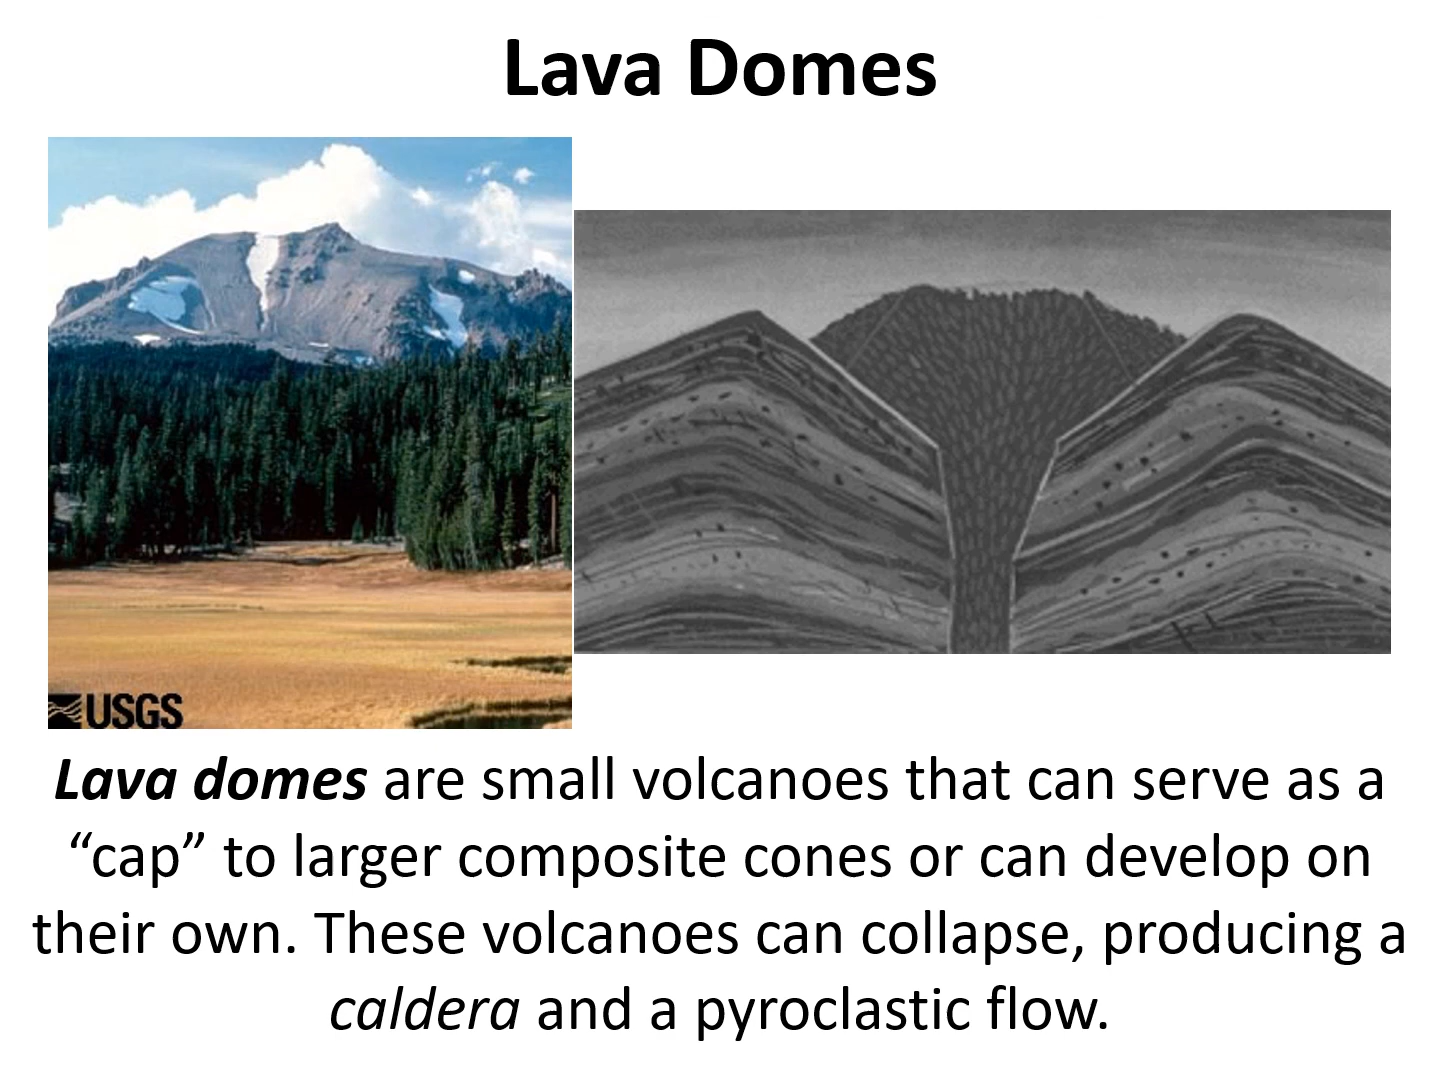 Lava Domes
USGS
Lava domes are small volcanoes that can serve as a
“cap” to larger composite cones or can develop on
their own. These volcanoes can collapse, producing a
caldera and a pyroclastic flow.